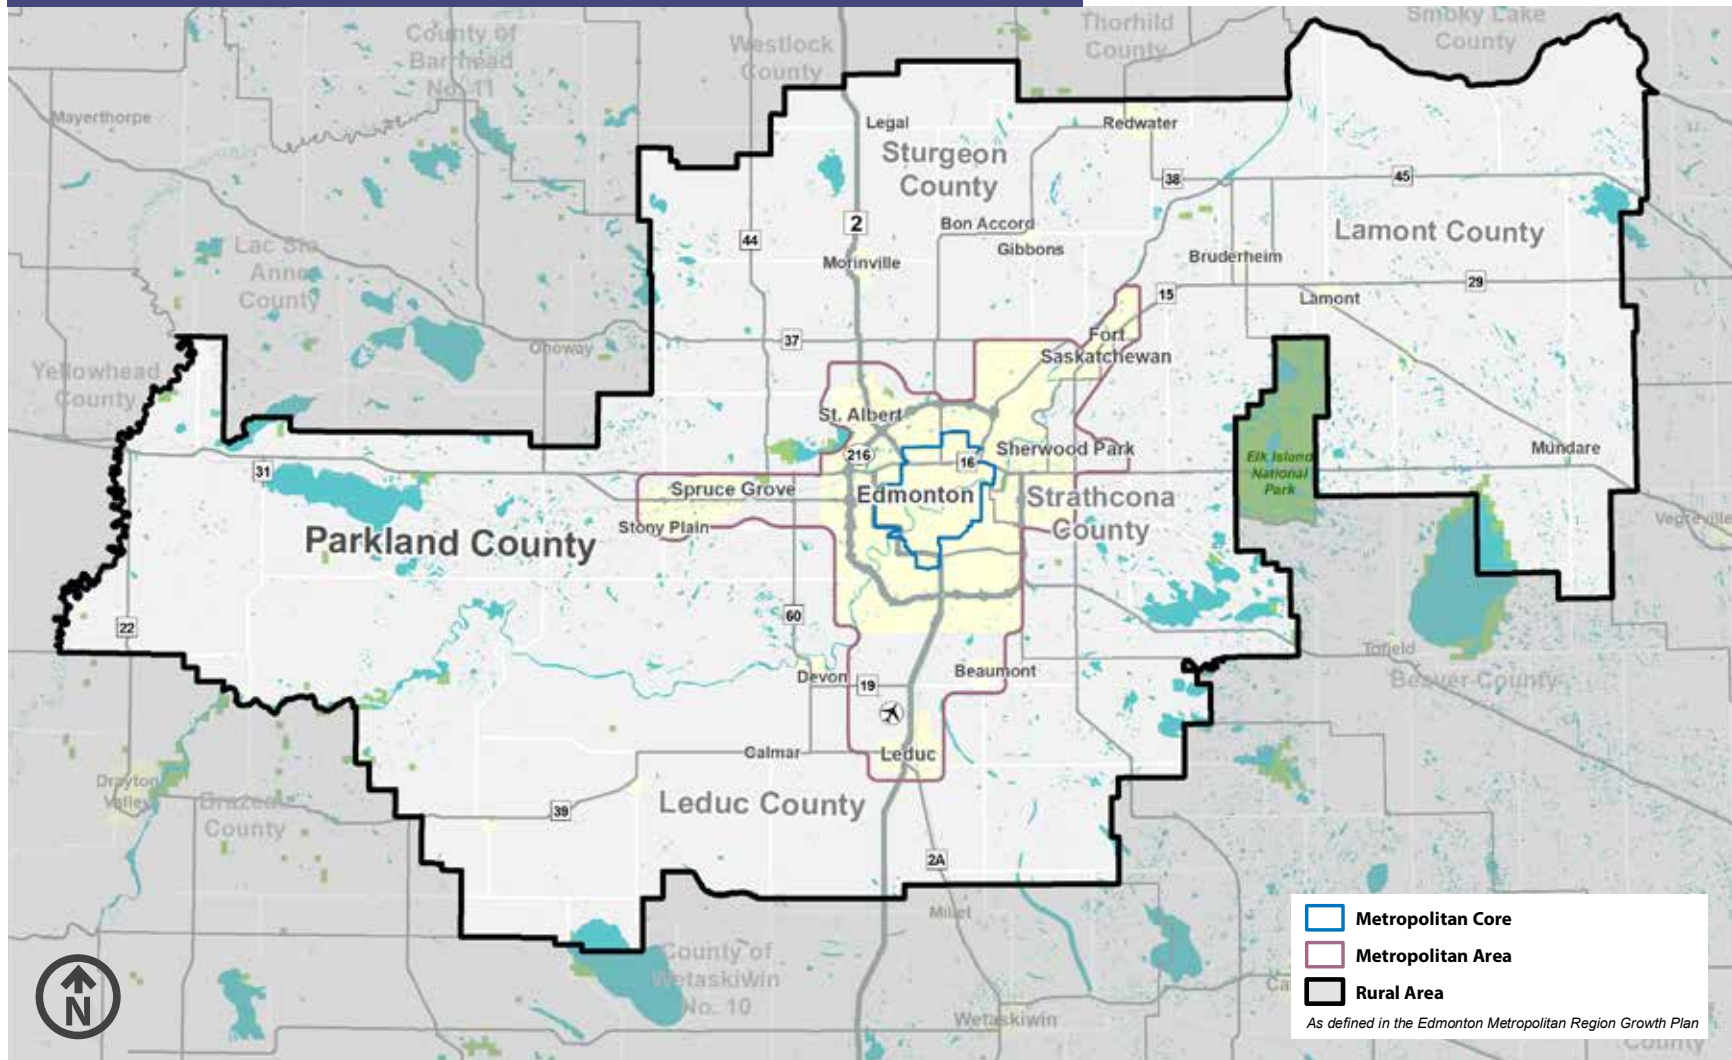 County of
Barrhead
No. 11
Westlock
County
Thorhild
County
Smoky Lake
County
Mayerthorpe
Legal
Redwater
Sturgeon
County
38
45
2
44
Bon Accord
Gibbons
Lamont County
Lac Ste
Anne
County
Morinville
Bruderheim
29
15
Lamont
37
Onoway
Fort
Saskatchewan
Yellowhead
County
St. Albert
216
16
Sherwood Park
Mundare
31
Elk Island
National
Park
Spruce Grove
Edmonton
Strathcona
County
Stony Plain
Vegreville
Parkland County
22
60
Tofield
Beaver County
Devon
19
Beaumont
Calmar
Leduc
Drayton
Valley
Brazeau
County
39
Leduc County
2A
Millet
County of
Wetaskiwin
No. 10
Wetaskiwin
County
N
Metropolitan Core
Metropolitan Area
Rural Area
As defined in the Edmonton Metropolitan Region Growth Plan